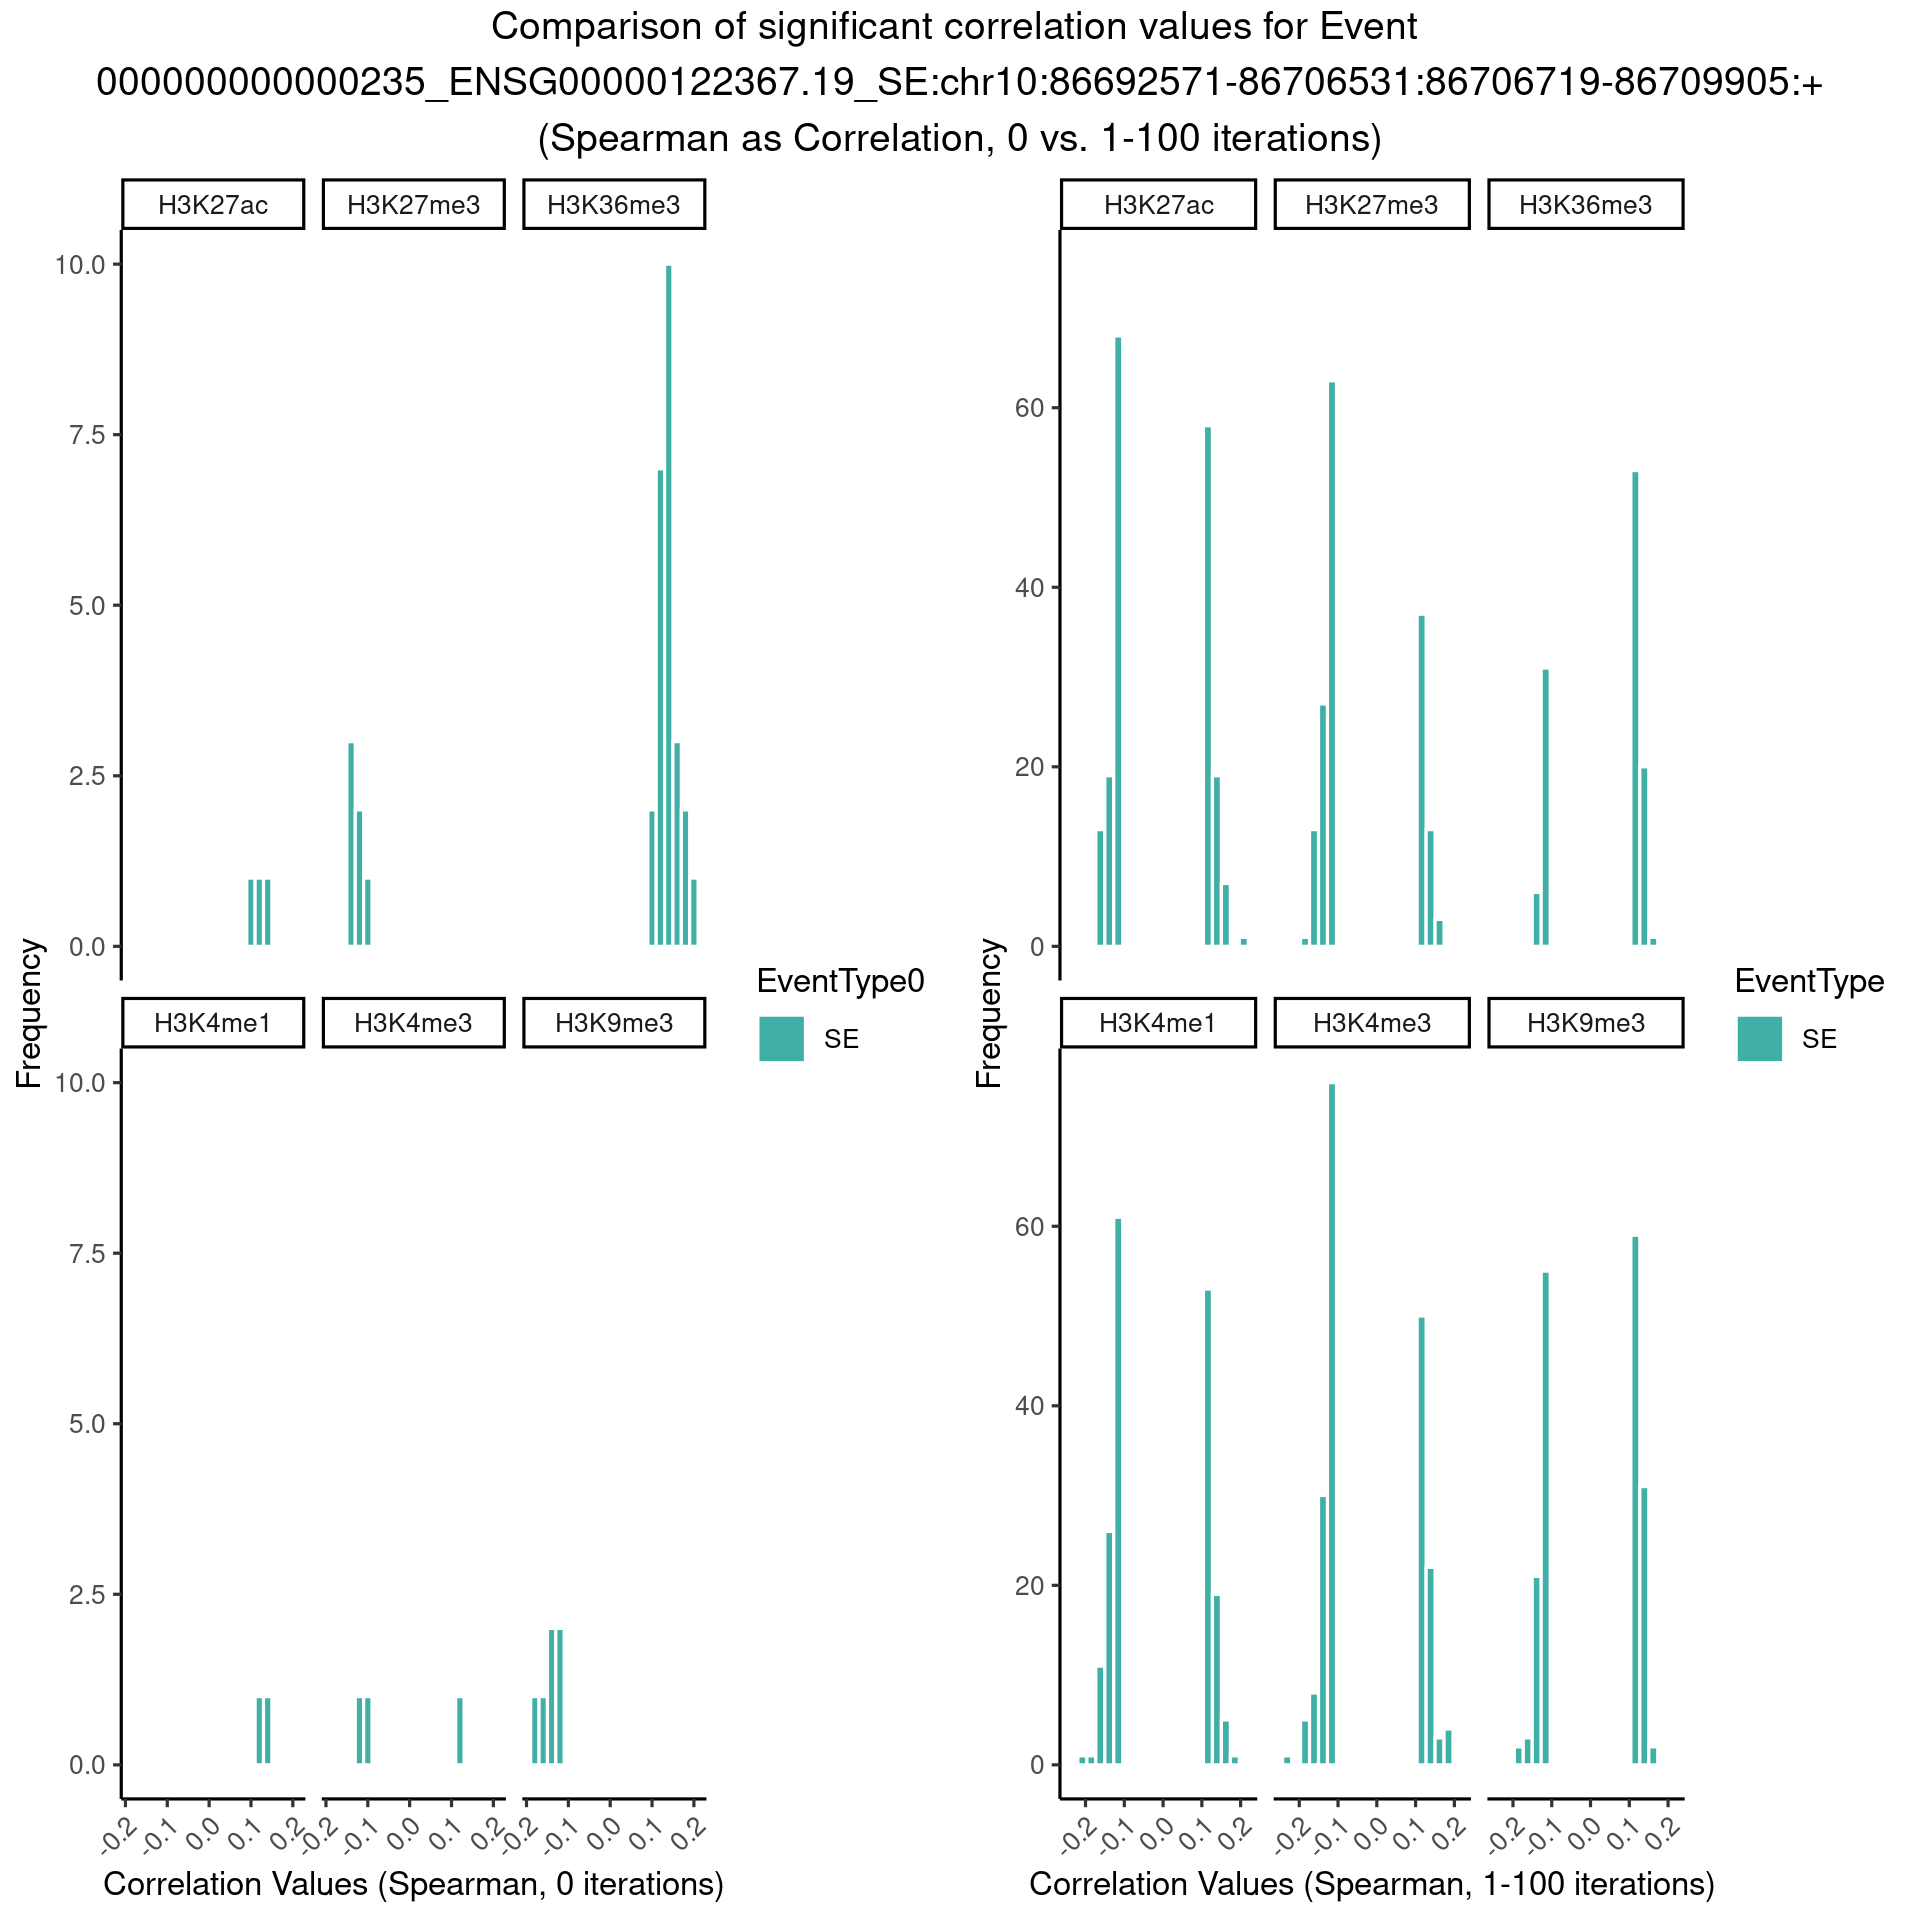 Comparison of significant correlation values for Event
000000000000235_ENSG00000122367.19_SE:chr10:86692571-86706531:86706719-86709905:+
(Spearman as Correlation, 0 vs. 1-100 iterations)
H3K27ac
H3K27me3
H3K36me3
10.0
7.5
5.0
2.5
0.0
H3K4me1
H3K4me3
H3K9me3
10.0
7.5
5.0
2.5
0.0
-0.2
-0.1
0.0
0.1
0.2
-0.2
-0.1
0.0
0.1
0.2
-0.2
-0.1
0.0
0.1
0.2
Frequency
Correlation Values (Spearman, 0 iterations)
EventType0
SE
H3K27ac
H3K27me3
H3K36me3
60
40
20
0
H3K4me1
H3K4me3
H3K9me3
60
40
20
0
-0.2
-0.1
0.0
0.1
0.2
-0.2
-0.1
0.0
0.1
0.2
-0.2
-0.1
0.0
0.1
0.2
Frequency
Correlation Values (Spearman, 1-100 iterations)
EventType
SE